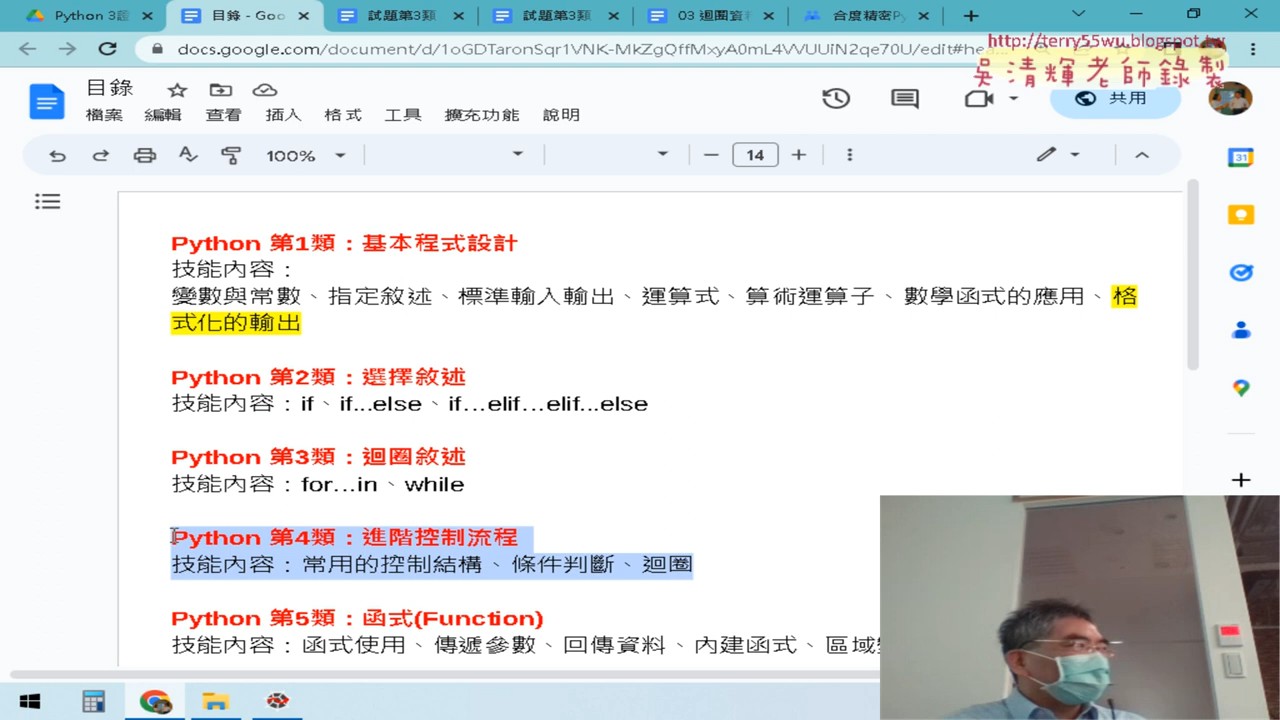 Python 3證
目錄 - Goo
試題第3類
試題第3類
03 迴圈資
合度精密Py
docs.google.com/document/d/1oGDTaronSqr1VNK-MkZgQffMxyA0mL4VVUUiN2qe70U/edit#hea...
http://terry55wu.blogspot.tw
吳清輝老師錄製
目錄
檔案 編輯 查看 插入 格式 工具 擴充功能 說明
共用
100%
14
31
Python 第1類：基本程式設計
技能內容：
變數與常數、指定敘述、標準輸入輸出、運算式、算術運算子、數學函式的應用、格
式化的輸出
Python 第2類：選擇敘述
技能內容：if、if...else、if...elif...elif...else
Python 第3類：迴圈敘述
技能內容：for...in、while
Python 第4類：進階控制流程
技能內容：常用的控制結構、條件判斷、迴圈
Python 第5類：函式(Function)
技能內容：函式使用、傳遞參數、回傳資料、內建函式、區域